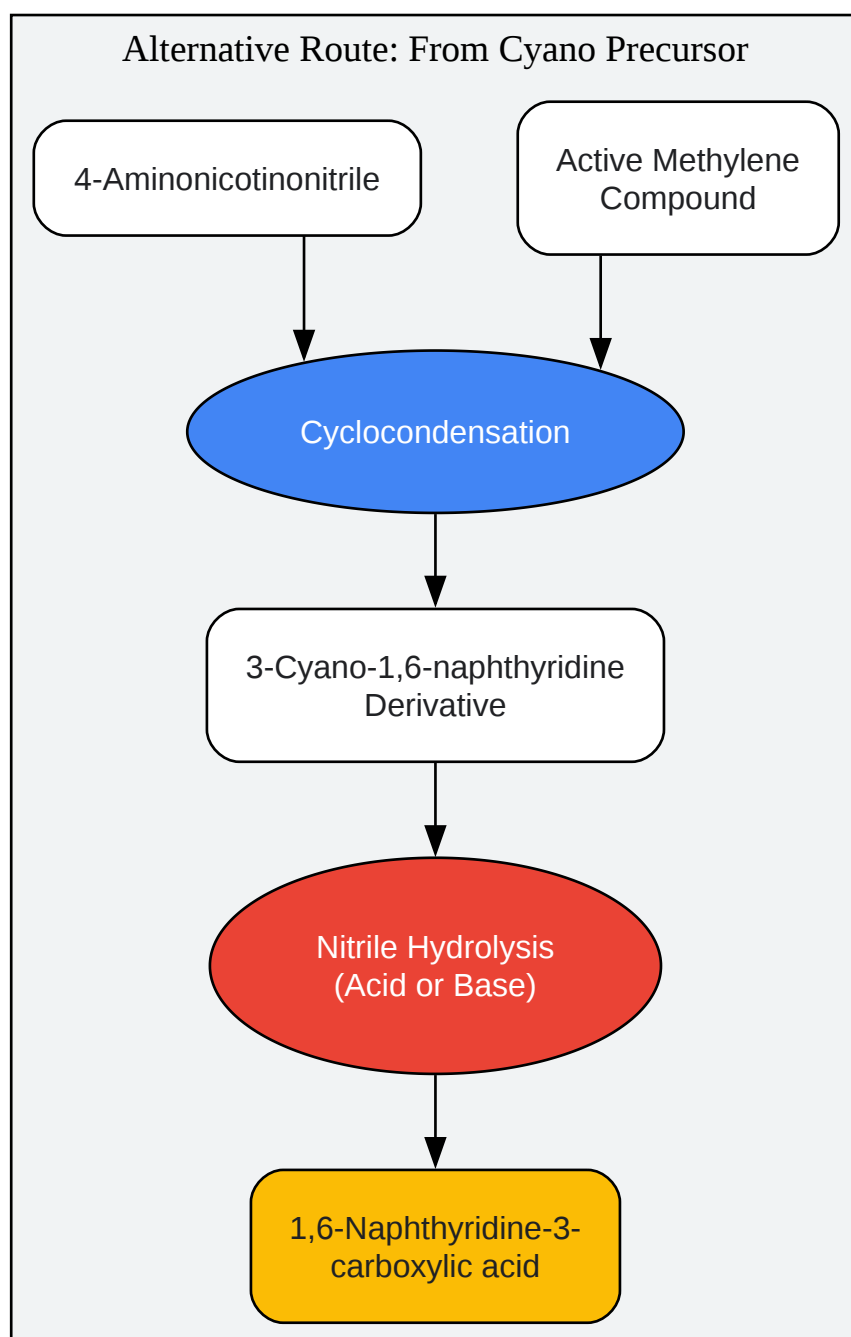 Alternative Route: From Cyano Precursor
4-Aminonicotinonitrile
Active Methylene
Compound
Cyclocondensation
3-Cyano-1,6-naphthyridine
Derivative
Nitrile Hydrolysis
(Acid or Base)
1,6-Naphthyridine-3-
carboxylic acid